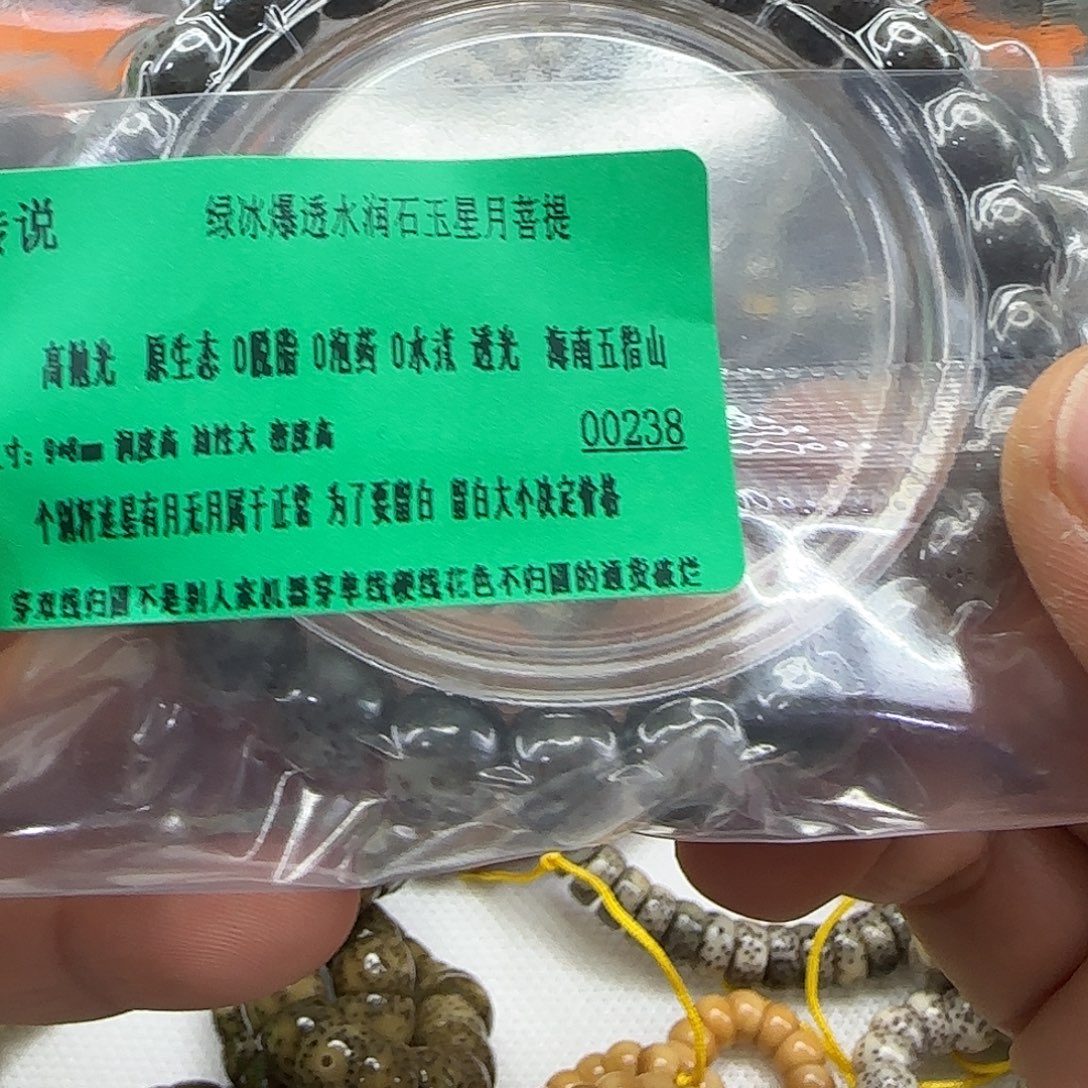 传说 绿冰爆透水润石玉星月菩提
高抛光 原生态 0脱脂 0泡药 0水煮 透光 海南五指山
寸: 9*8mm 润度高 油性大 密度高 00238
个别断迷星有月无月属于正常 为了要留白 留白大小决定价格
穿双线归圆不是别人家机器穿单线硬线花色不归圆的通货破烂